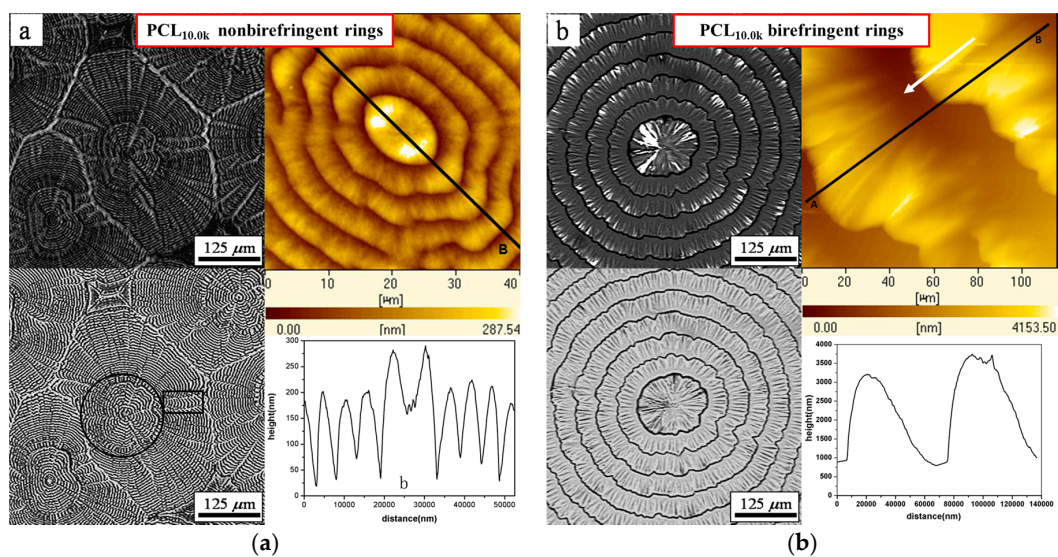 a
PCL10.0k nonbirefringent rings
125 μm
B
0 10 20 30 40
[μm]
0.00 [nm] 287.54
125 μm
height(nm)
300
250
200
150
100
50
0
b
0 10000 20000 30000 40000 50000
distance(nm)
(a)
b
PCL10.0k birefringent rings
125 μm
B
A
0 20 40 60 80 100
[μm]
0.00 [nm] 4153.50
125 μm
height(nm)
4000
3500
3000
2500
2000
1500
1000
500
0
0 20000 40000 60000 80000 100000 120000 140000
distance(nm)
(b)